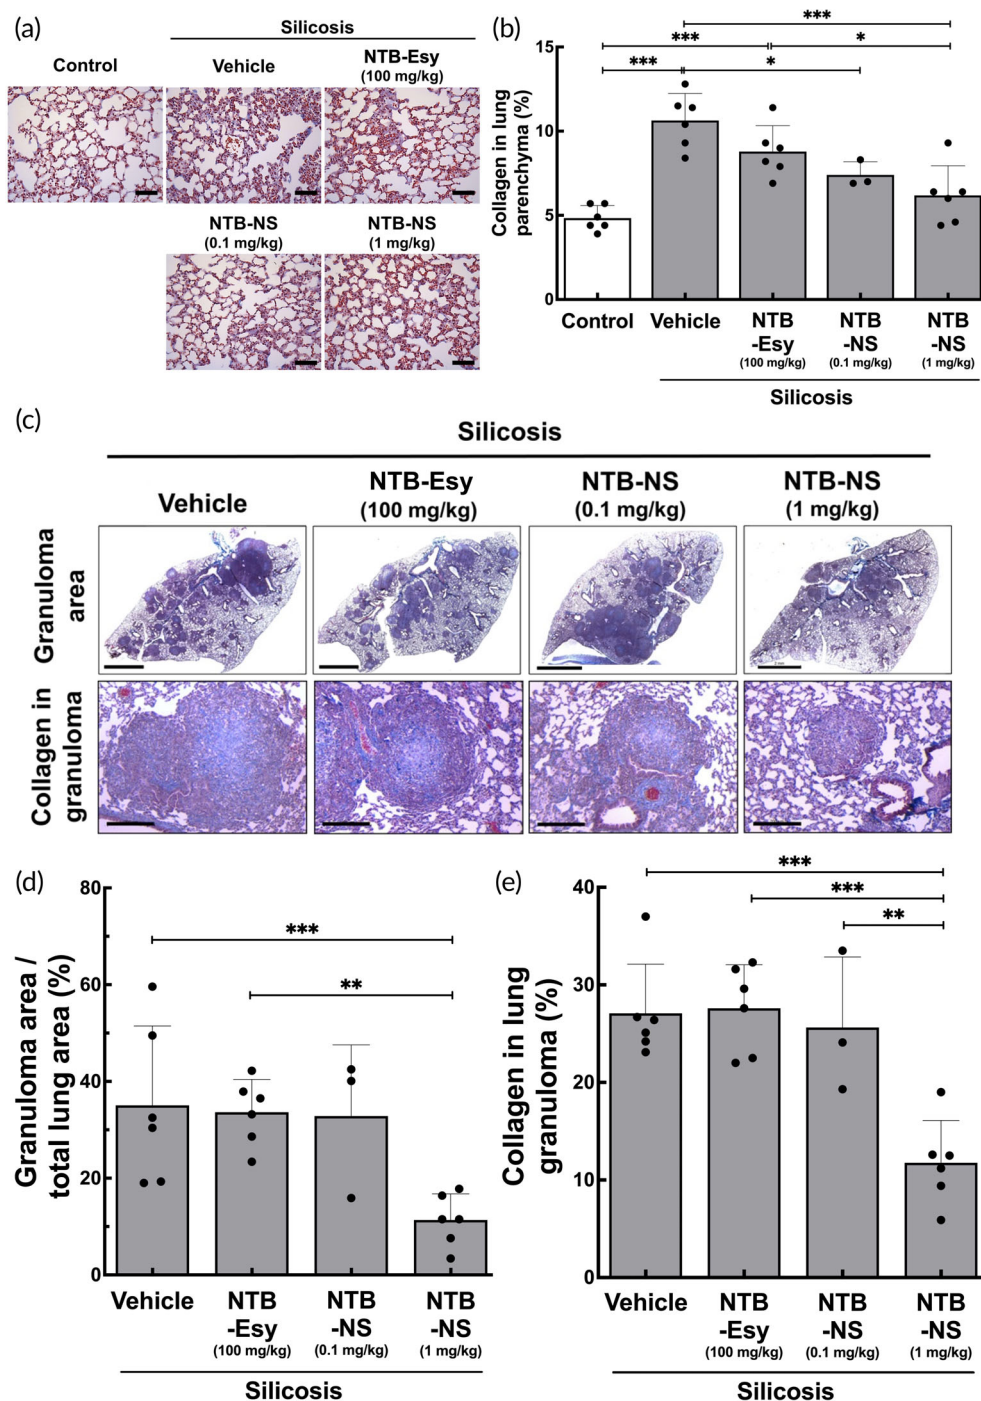 (a)
Silicosis
Control
Vehicle
NTB-Esy
(100 mg/kg)
NTB-NS
(0.1 mg/kg)
NTB-NS
(1 mg/kg)
(b)
Collagen in lung
parenchyma (%)
***
*** *
*** *
15
10
5
0
Control
Vehicle
NTB
-Esy
(100 mg/kg)
NTB
-NS
(0.1 mg/kg)
NTB
-NS
(1 mg/kg)
Silicosis
(c)
Silicosis
Vehicle
NTB-Esy
(100 mg/kg)
NTB-NS
(0.1 mg/kg)
NTB-NS
(1 mg/kg)
Granuloma
area
Collagen in
granuloma
(d)
Granuloma area /
total lung area (%)
80
60
40
20
0
***
**
Vehicle
NTB
-Esy
(100 mg/kg)
NTB
-NS
(0.1 mg/kg)
NTB
-NS
(1 mg/kg)
Silicosis
(e)
Collagen in lung
granuloma (%)
***
***
**
40
30
20
10
0
Vehicle
NTB
-Esy
(100 mg/kg)
NTB
-NS
(0.1 mg/kg)
NTB
-NS
(1 mg/kg)
Silicosis